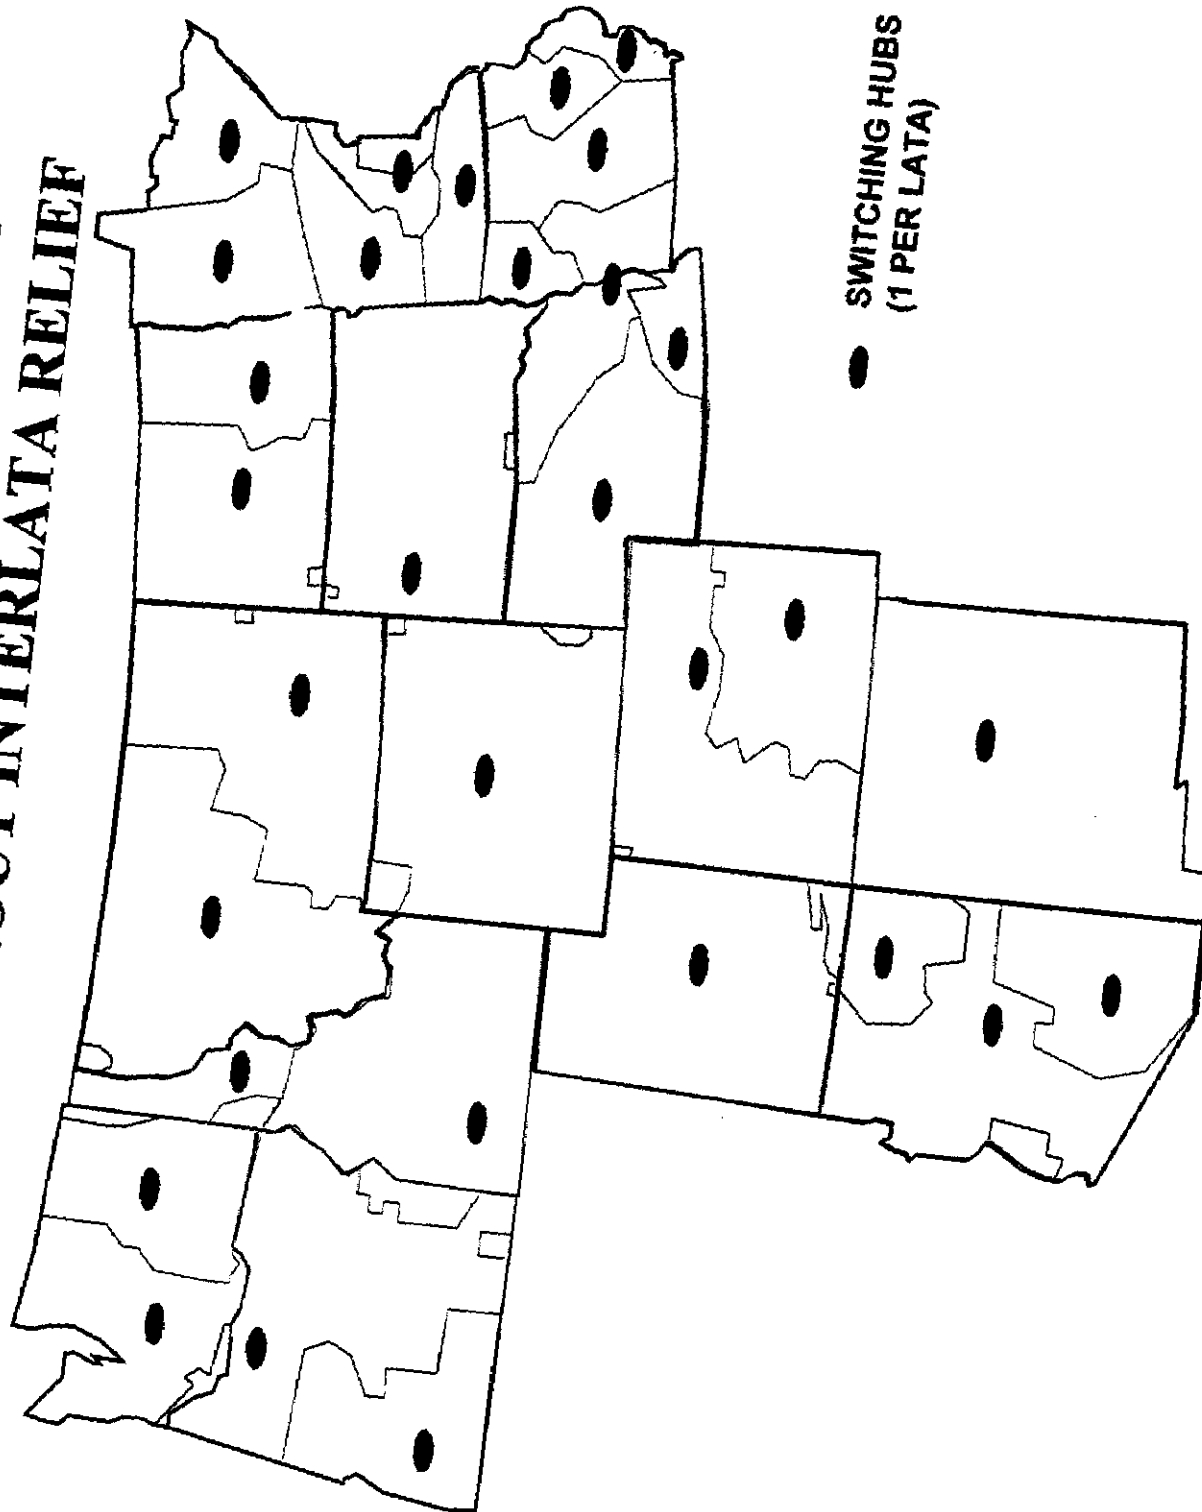 INTERLATA RELIEF
SWITCHING HUBS
(1 PER LATA)